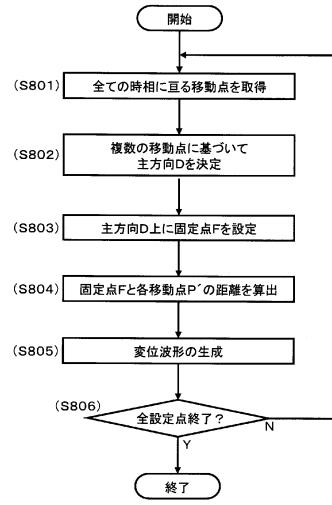 開始
(S801)
全ての時相に亘る移動点を取得
(S802)
複数の移動点に基づいて
主方向Dを決定
(S803)
主方向D上に固定点Fを設定
(S804)
固定点Fと各移動点P´の距離を算出
(S805)
変位波形の生成
(S806)
全設定点終了？
N
Y
終了